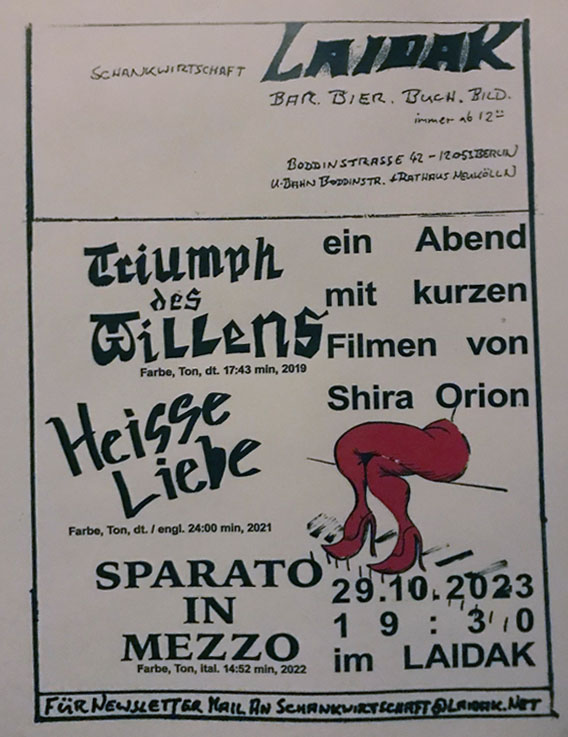 SCHANKWIRTSCHAFT LAIDAK
BAR. BIER. BUCH. BILD.
immer ab 12°°
BODDINSTRASSE 42 - 12053 BERLIN
U-BAHN BODDINSTR. + RATHAUS NEUKÖLLN
Triumph
des
Willens
Farbe, Ton, dt. 17:43 min, 2019
ein Abend
mit kurzen
Filmen von
Shira Orion
Heisse
Liebe
Farbe, Ton, dt. / engl. 24:00 min, 2021
SPARATO
IN
MEZZO
Farbe, Ton, ital. 14:52 min, 2022
29.10.2023
19:30
im LAIDAK
FÜR NEWSLETTER MAIL AN SCHANKWIRTSCHAFT@LAIDAK.NET